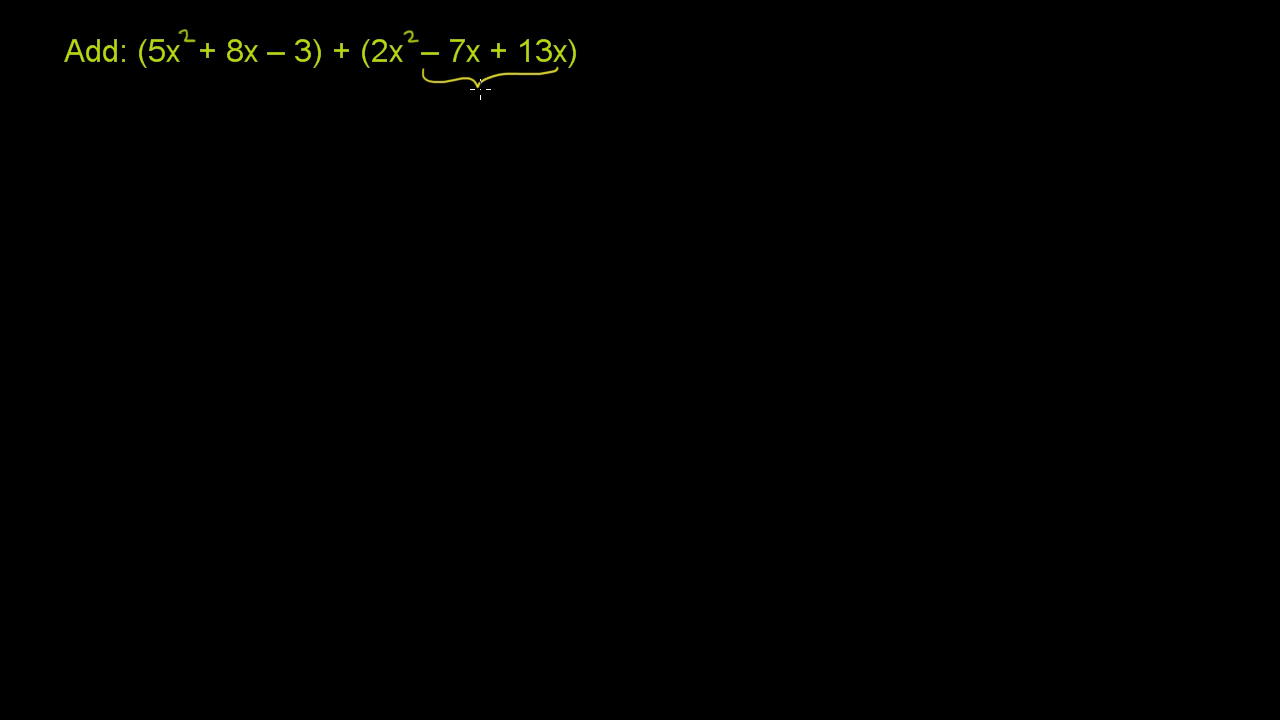 Add: (5x² + 8x – 3) + (2x² – 7x + 13x)